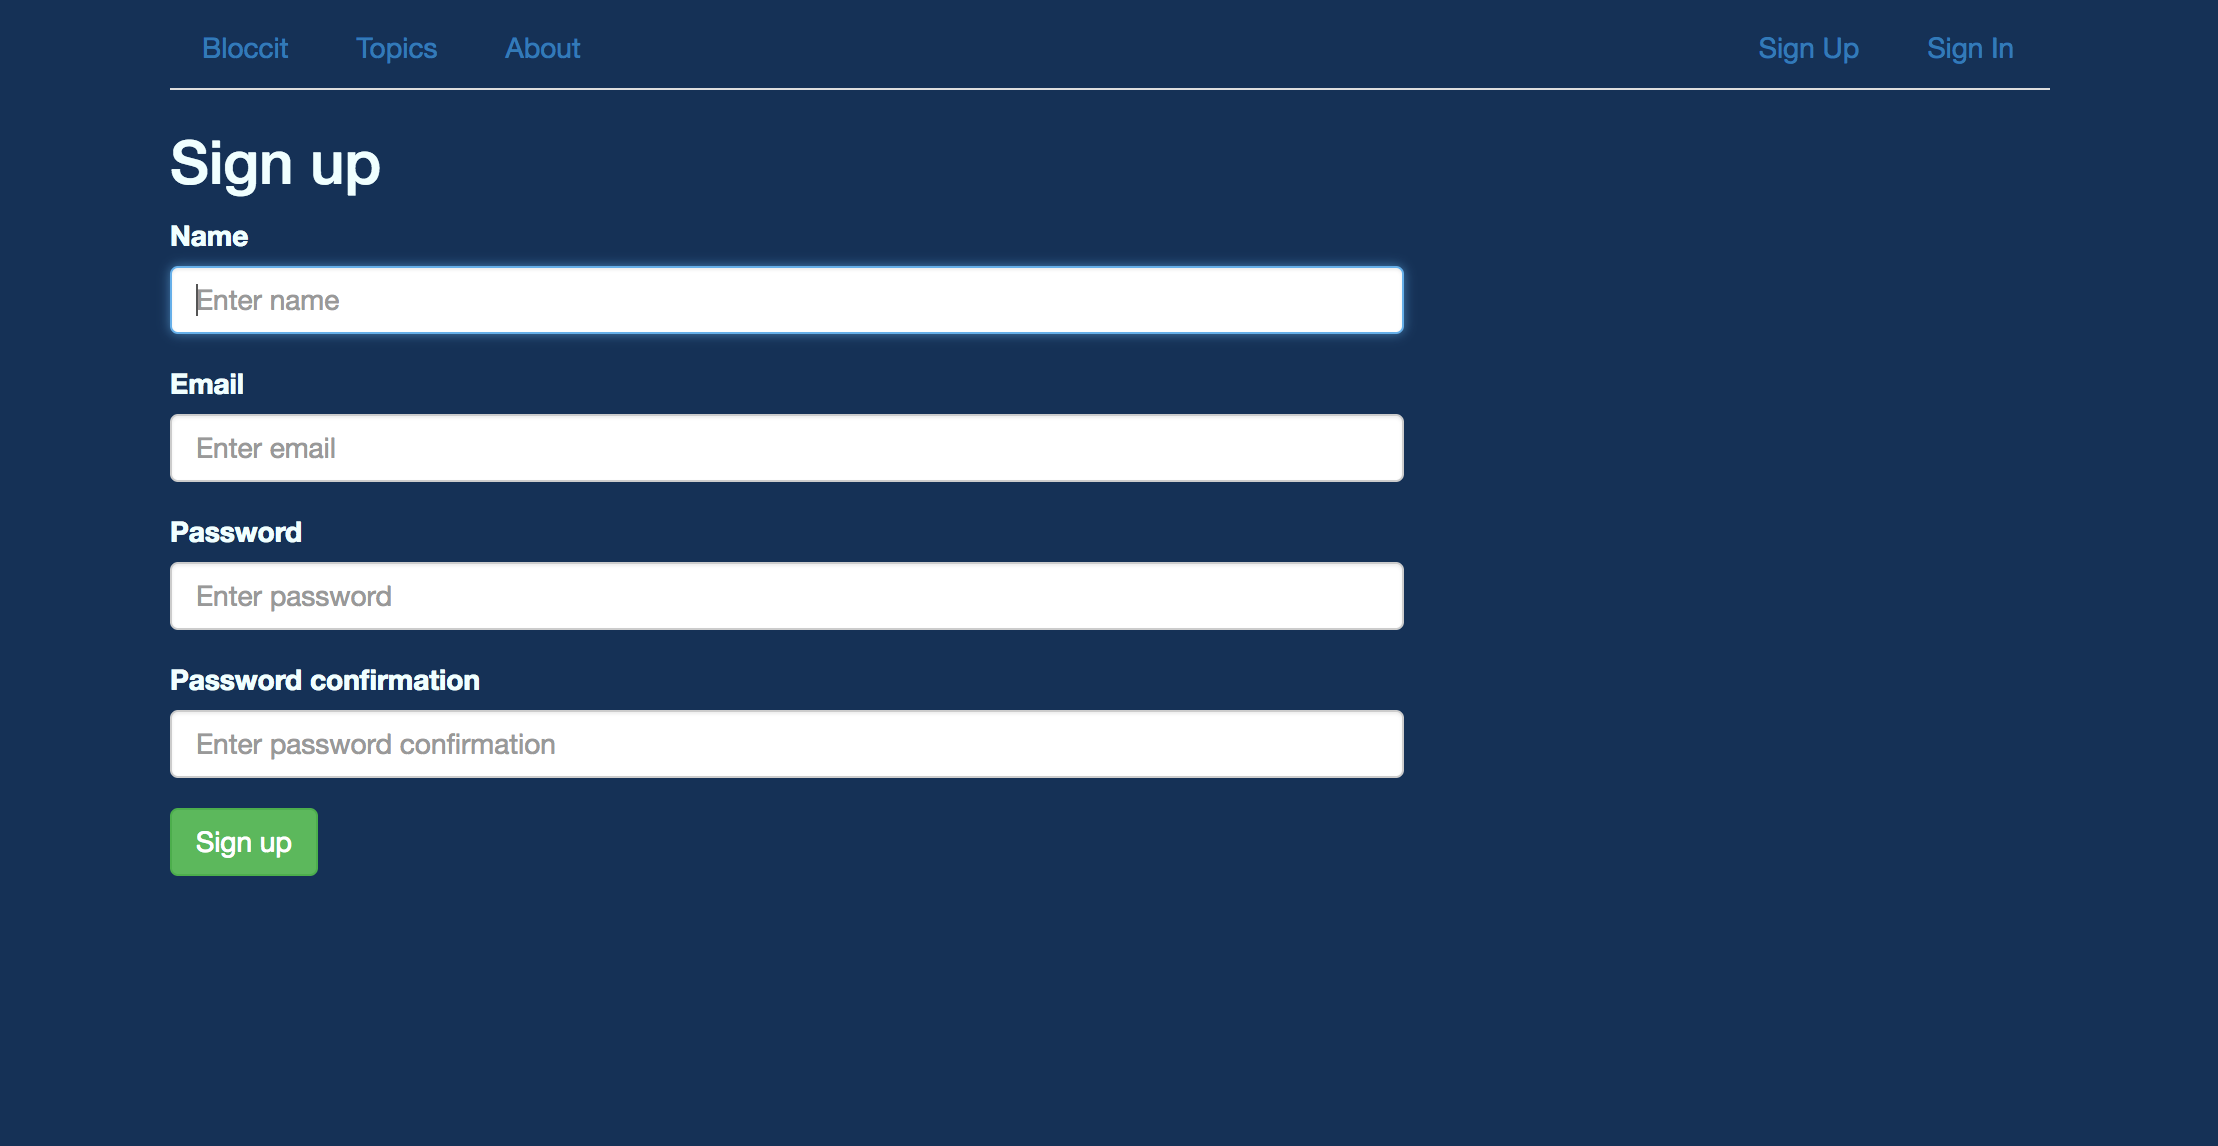 Bloccit Topics About Sign Up Sign In
Sign up
Name
Enter name
Email
Enter email
Password
Enter password
Password confirmation
Enter password confirmation
Sign up